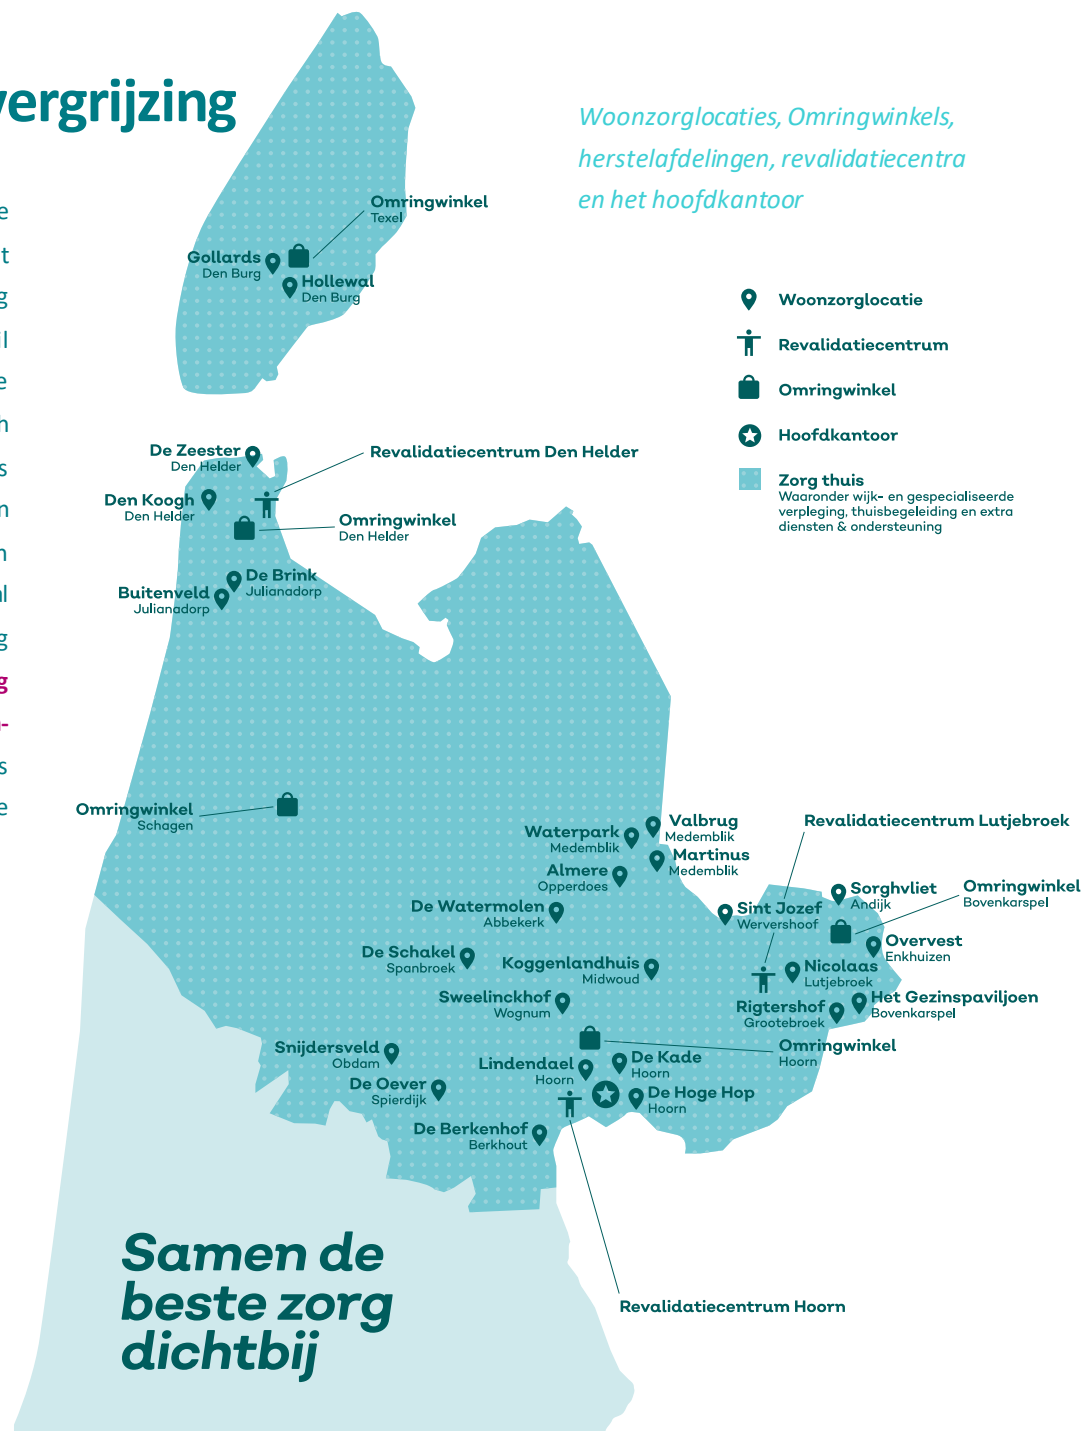 vergrijzing
Woonzorglocaties, Omringwinkels,
herstelafdelingen, revalidatiecentra
en het hoofdkantoor
Omringwinkel
Texel
Gollards
Den Burg
Hollewal
Den Burg
Woonzorglocatie
Revalidatiecentrum
Omringwinkel
Hoofdkantoor
Zorg thuis
Waaronder wijk- en gespecialiseerde
verpleging, thuisbegeleiding en extra
diensten & ondersteuning
De Zeester
Den Helder
Revalidatiecentrum Den Helder
Den Koogh
Den Helder
Omringwinkel
Den Helder
De Brink
Julianadorp
Buitenveld
Julianadorp
Omringwinkel
Schagen
Valbrug
Medemblik
Waterpark
Medemblik
Martinus
Medemblik
Almere
Opperdoes
Revalidatiecentrum Lutjebroek
Sorghvliet
Andijk
Omringwinkel
Bovenkarspel
De Watermolen
Abbekerk
Sint Jozef
Wervershoof
Overvest
Enkhuizen
De Schakel
Spanbroek
Koggenlandhuis
Midwoud
Nicolaas
Lutjebroek
Sweelinckhof
Wognum
Rigtershof
Grootebroek
Het Gezinspaviljoen
Bovenkarspel
Omringwinkel
Hoorn
Snijdersveld
Obdam
Lindendael
Hoorn
De Kade
Hoorn
De Oever
Spierdijk
De Hoge Hop
Hoorn
De Berkenhof
Berkhout
Samen de
beste zorg
dichtbij
Revalidatiecentrum Hoorn